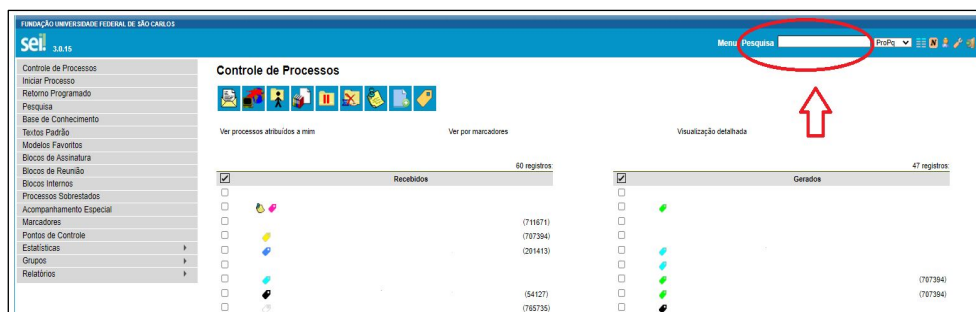 FUNDAÇÃO UNIVERSIDADE FEDERAL DE SÃO CARLOS
sei! 3.0.15
Menu Pesquisa ProPq
Controle de Processos
Iniciar Processo
Retorno Programado
Pesquisa
Base de Conhecimento
Textos Padrão
Modelos Favoritos
Blocos de Assinatura
Blocos de Reunião
Blocos Internos
Processos Sobrestados
Acompanhamento Especial
Marcadores
Pontos de Controle
Estatísticas
Grupos
Relatórios
Controle de Processos
Ver processos atribuídos a mim
Ver por marcadores
Visualização detalhada
60 registros:
Recebidos
(711671)
(707394)
(201413)
(54127)
(765735)
47 registros:
Gerados
(707394)
(707394)